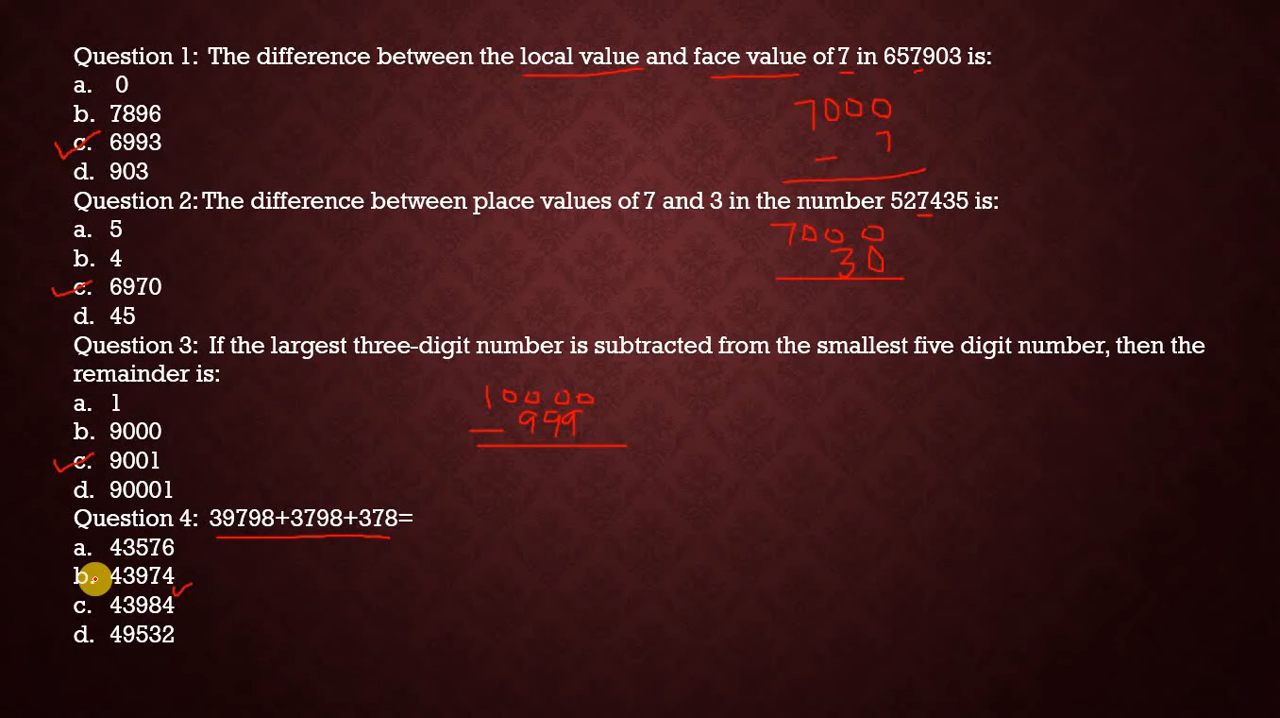 Question 1: The difference between the local value and face value of 7 in 657903 is:
a. 0
b. 7896
c. 6993
d. 903
7000
- 7
Question 2: The difference between place values of 7 and 3 in the number 527435 is:
a. 5
b. 4
c. 6970
d. 45
7000
30
Question 3: If the largest three-digit number is subtracted from the smallest five digit number, then the
remainder is:
a. 1
b. 9000
c. 9001
d. 90001
10000
- 999
Question 4: 39798+3798+378=
a. 43576
b. 43974
c. 43984
d. 49532